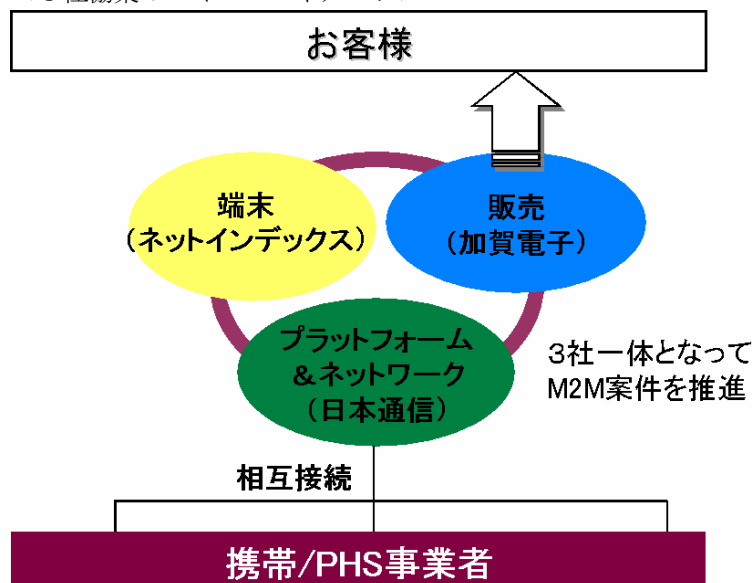 お客様
端末
(ネットインデックス)
販売
(加賀電子)
プラットフォーム
&ネットワーク
(日本通信)
3社一体となって
M2M案件を推進
相互接続
携帯/PHS事業者